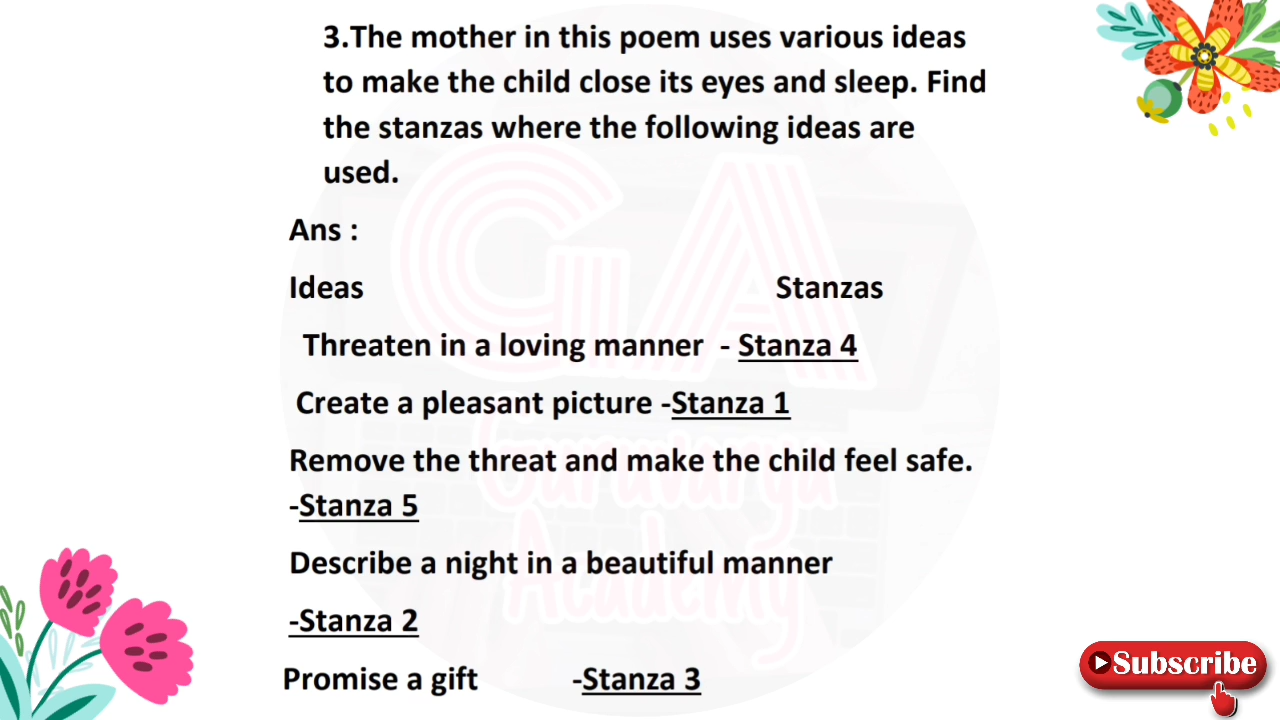 3.The mother in this poem uses various ideas
to make the child close its eyes and sleep. Find
the stanzas where the following ideas are
used.
Ans :
Ideas Stanzas
Threaten in a loving manner - Stanza 4
Create a pleasant picture -Stanza 1
Remove the threat and make the child feel safe.
-Stanza 5
Describe a night in a beautiful manner
-Stanza 2
Promise a gift -Stanza 3
GA
Guruvarya
Academy
Subscribe